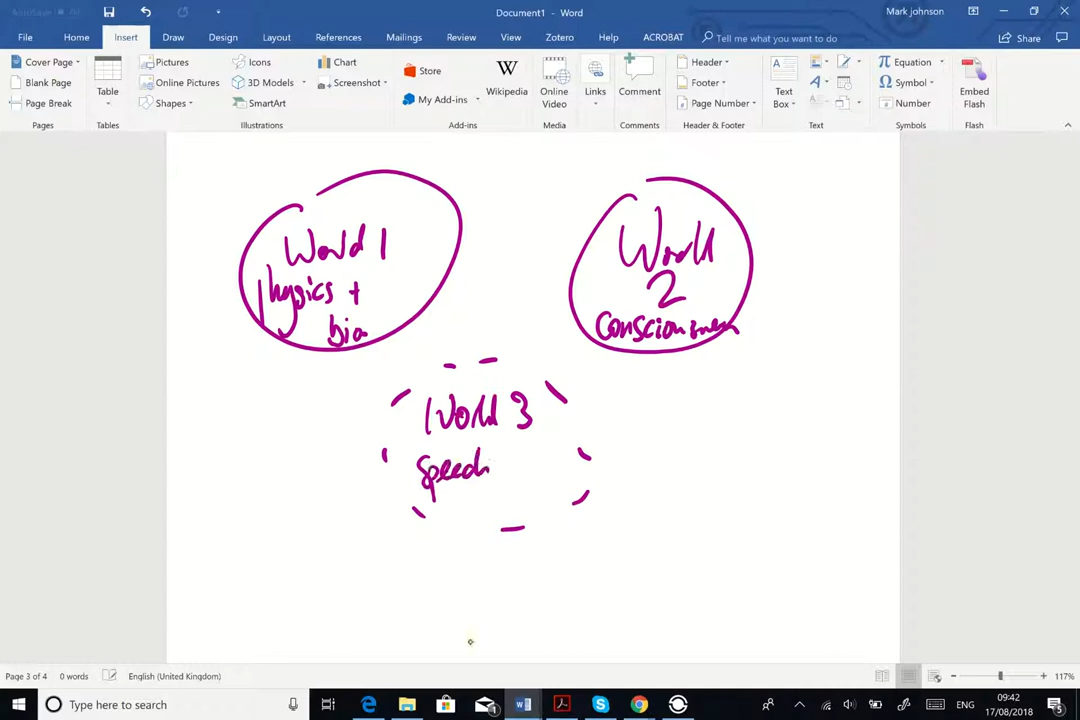 AutoSave
Document1 - Word
Mark johnson
File Home Insert Draw Design Layout References Mailings Review View Zotero Help ACROBAT Tell me what you want to do Share
Cover Page
Blank Page
Page Break
Pages
Table
Tables
Pictures
Online Pictures
Shapes
Icons
3D Models
SmartArt
Chart
Screenshot
Illustrations
Store
My Add-ins
Wikipedia
Add-ins
Online
Video
Media
Links
Comment
Comments
Header
Footer
Page Number
Header & Footer
Text
Box
Text
Equation
Symbol
Number
Symbols
Embed
Flash
Flash
World 1
Physics +
bio
World
2
Consciousness
World 3
Speech
Page 3 of 4 0 words English (United Kingdom) 117%
Type here to search
ENG
09:42
17/08/2018
5